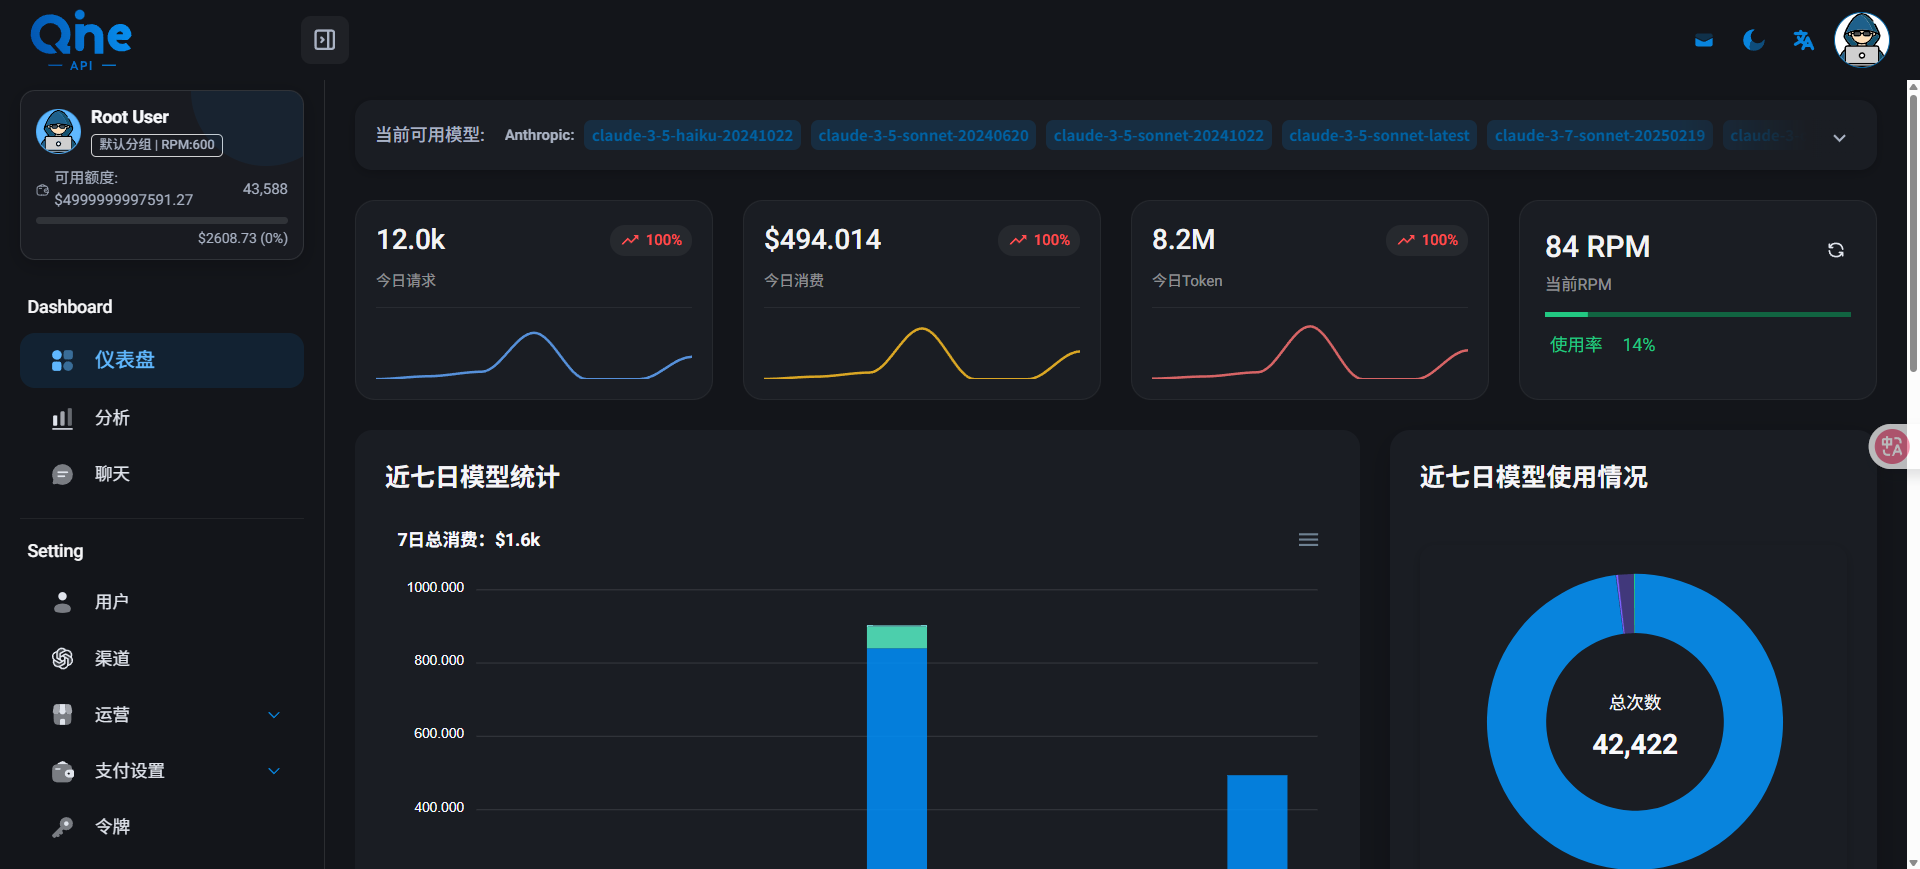 One
API
Root User
默认分组 | RPM:600
可用额度:
$4999999997591.27
43,588
$2608.73 (0%)
Dashboard
仪表盘
分析
聊天
Setting
用户
渠道
运营
支付设置
令牌
当前可用模型: Anthropic: claude-3-5-haiku-20241022 claude-3-5-sonnet-20240620 claude-3-5-sonnet-20241022 claude-3-5-sonnet-latest claude-3-7-sonnet-20250219
12.0k 100%
今日请求
$494.014 100%
今日消费
8.2M 100%
今日Token
84 RPM
当前RPM
使用率 14%
近七日模型统计
7日总消费：$1.6k
1000.000
800.000
600.000
400.000
近七日模型使用情况
总次数
42,422
中A